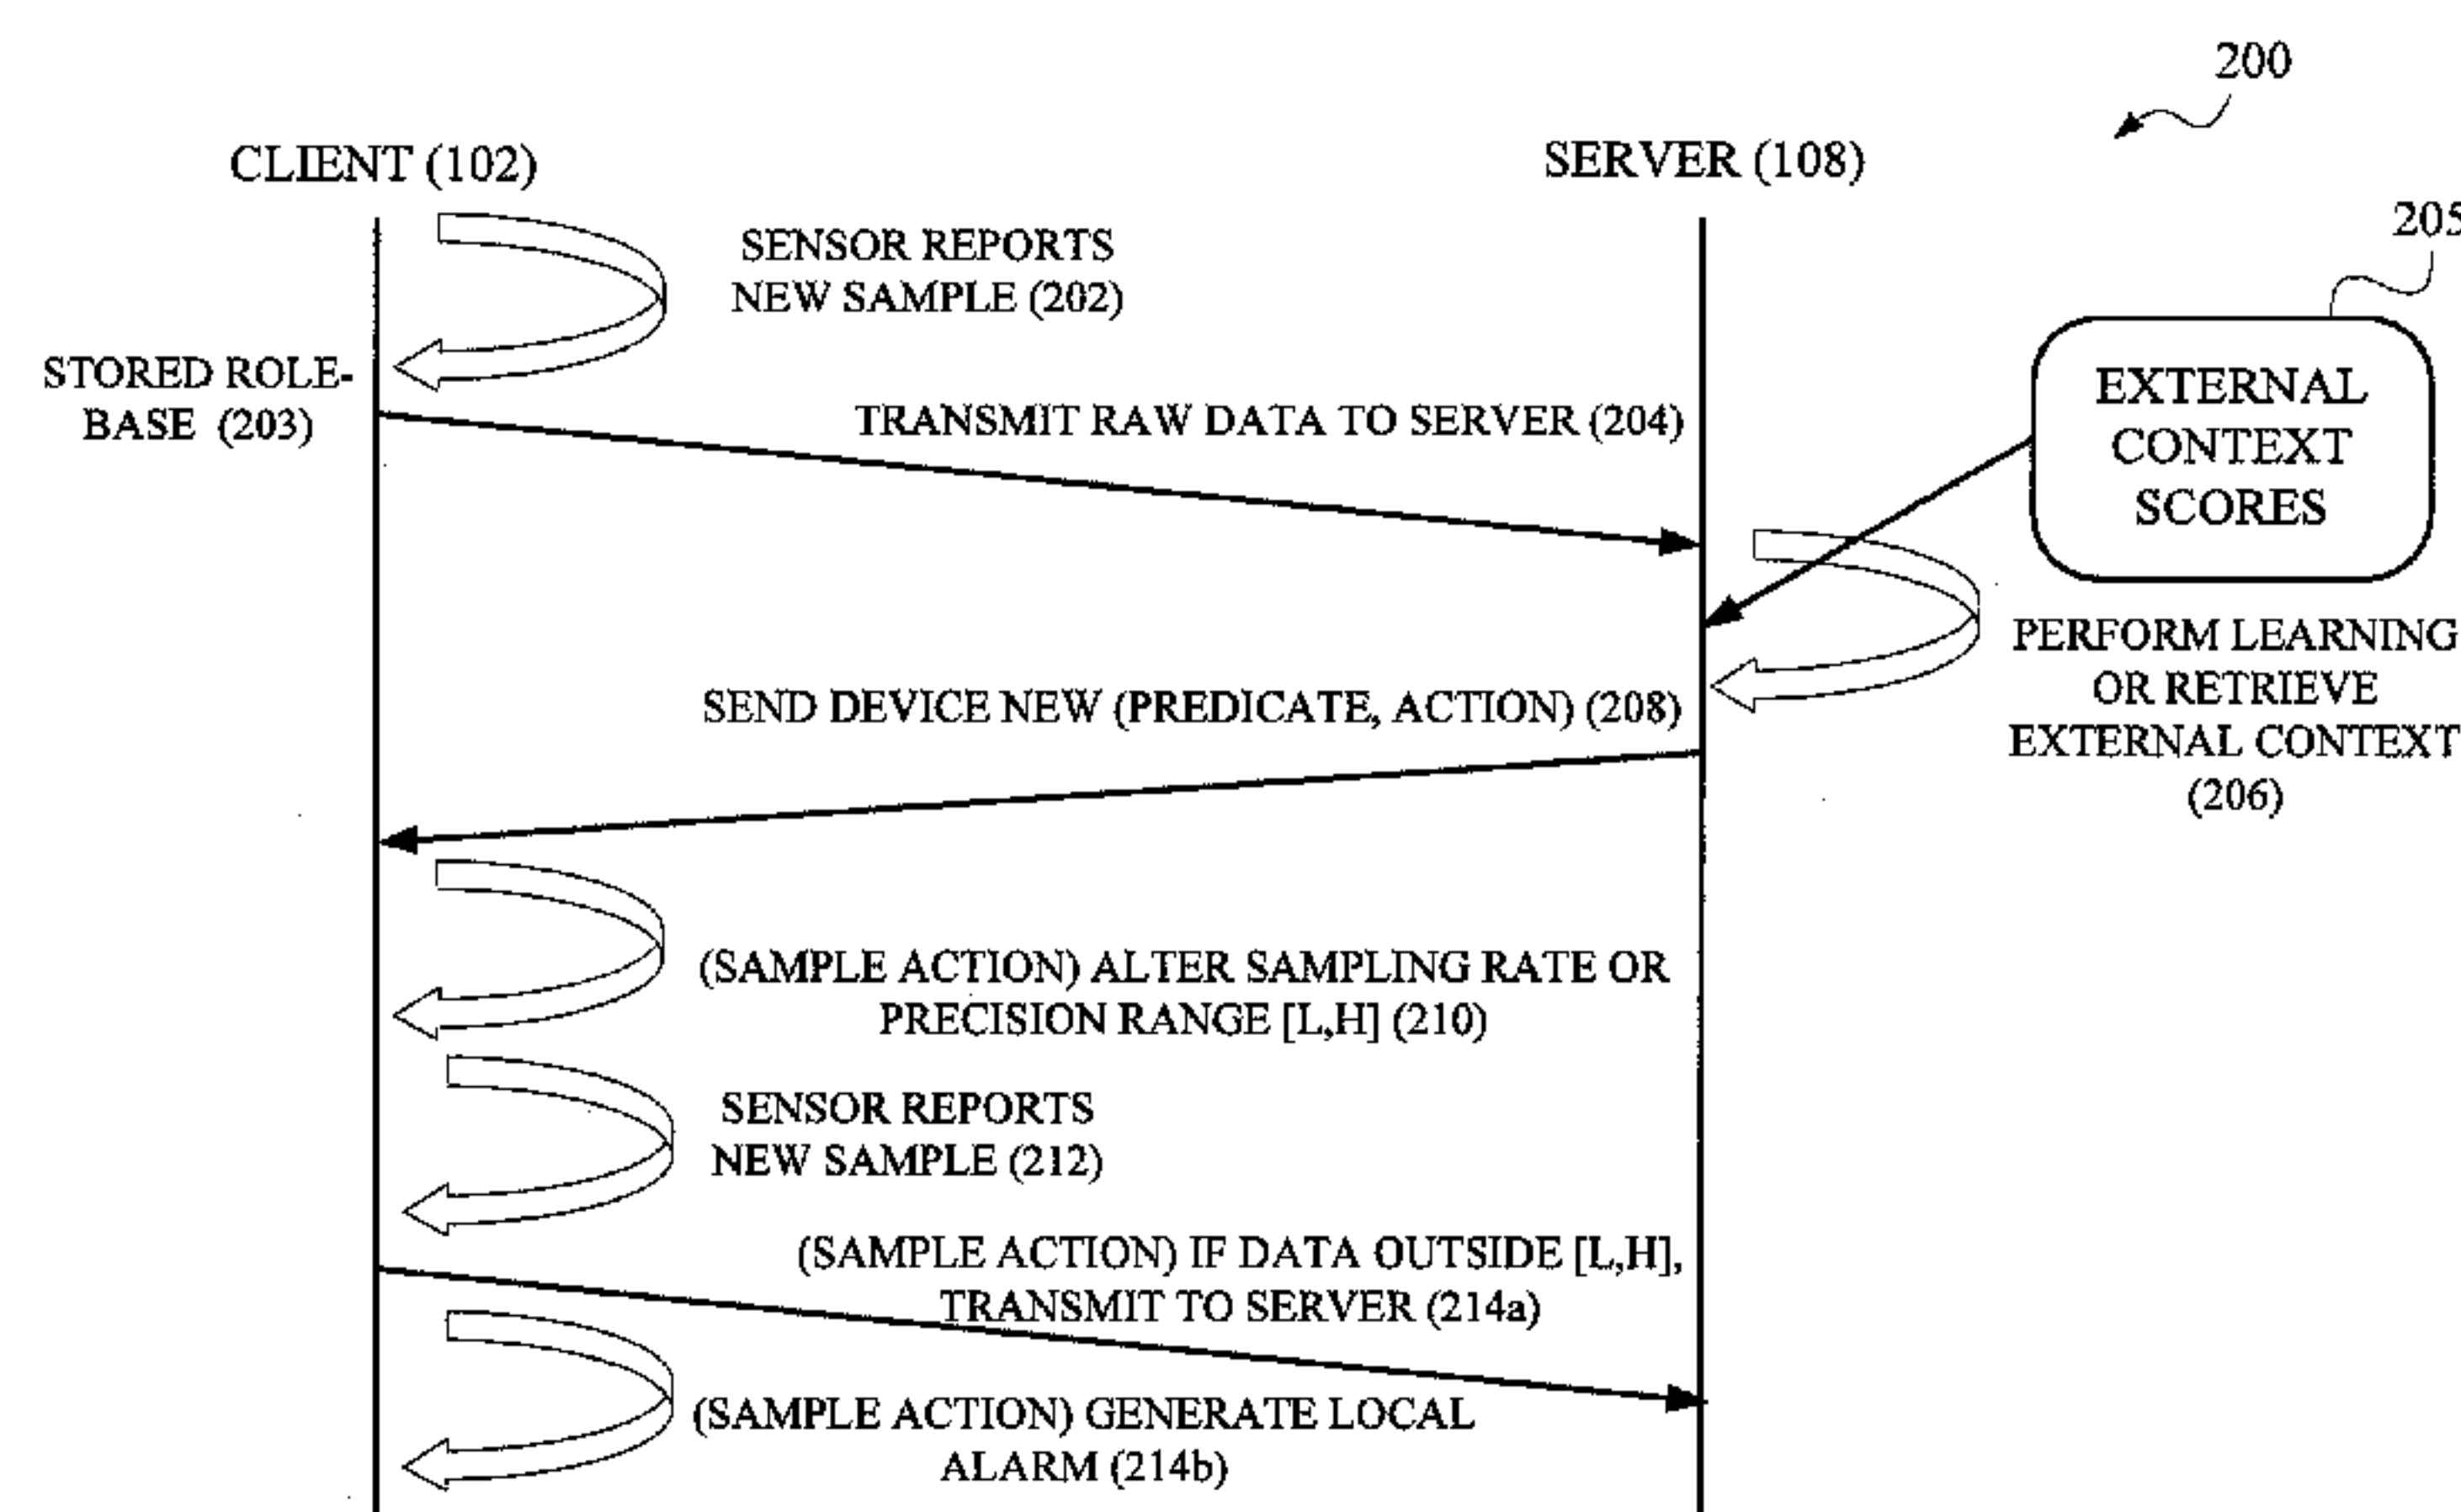 200
CLIENT (102)
SERVER (108)
205
SENSOR REPORTS
NEW SAMPLE (202)
STORED ROLE-
BASE (203)
TRANSMIT RAW DATA TO SERVER (204)
EXTERNAL
CONTEXT
SCORES
PERFORM LEARNING
OR RETRIEVE
EXTERNAL CONTEXT
(206)
SEND DEVICE NEW (PREDICATE, ACTION) (208)
(SAMPLE ACTION) ALTER SAMPLING RATE OR
PRECISION RANGE [L,H] (210)
SENSOR REPORTS
NEW SAMPLE (212)
(SAMPLE ACTION) IF DATA OUTSIDE [L,H],
TRANSMIT TO SERVER (214a)
(SAMPLE ACTION) GENERATE LOCAL
ALARM (214b)